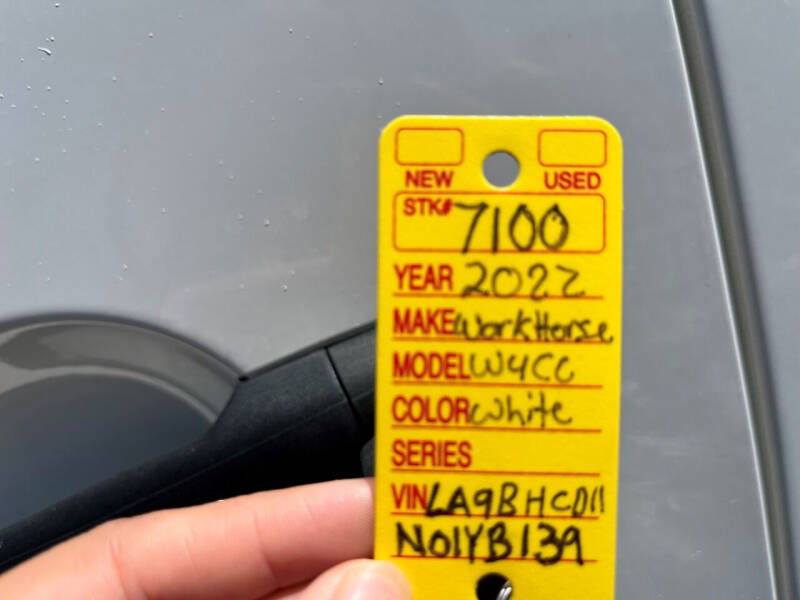 NEW USED
STK# 7100
YEAR 2022
MAKE WorkHorse
MODEL W4CC
COLOR White
SERIES
VIN LA9BHCD11
N01YB139